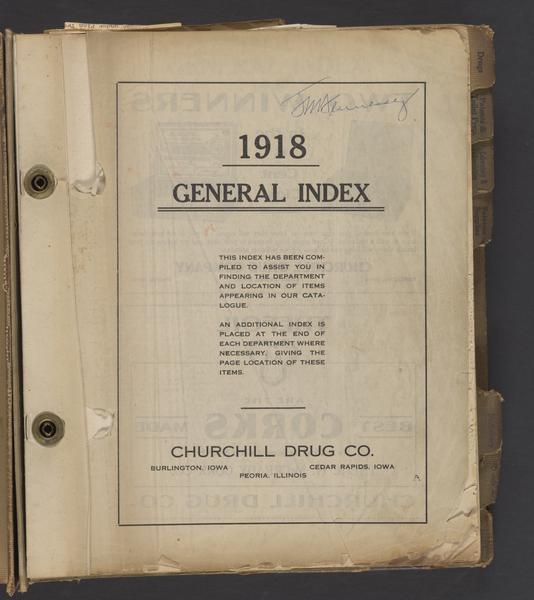 1918
GENERAL INDEX
THIS INDEX HAS BEEN COM-
PILED TO ASSIST YOU IN
FINDING THE DEPARTMENT
AND LOCATION OF ITEMS
APPEARING IN OUR CATA-
LOGUE.
AN ADDITIONAL INDEX IS
PLACED AT THE END OF
EACH DEPARTMENT WHERE
NECESSARY, GIVING THE
PAGE LOCATION OF THESE
ITEMS.
CHURCHILL DRUG CO.
BURLINGTON, IOWA CEDAR RAPIDS, IOWA
PEORIA, ILLINOIS
Drugs